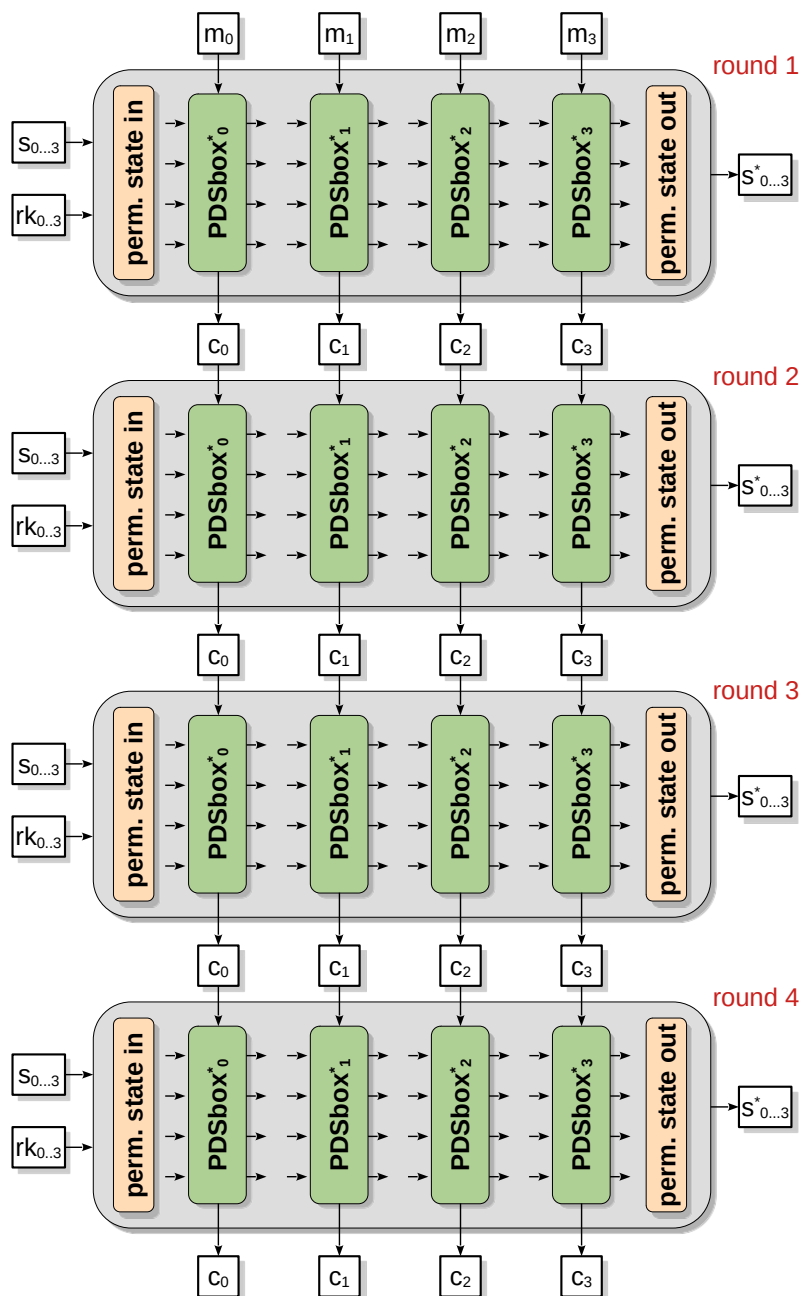 m₀ m₁ m₂ m₃
round 1
s₀...₃
rk₀..₃
perm. state in
PDSbox*₀
PDSbox*₁
PDSbox*₂
PDSbox*₃
perm. state out
s*₀...₃
c₀ c₁ c₂ c₃
round 2
s₀...₃
rk₀..₃
perm. state in
PDSbox*₀
PDSbox*₁
PDSbox*₂
PDSbox*₃
perm. state out
s*₀...₃
c₀ c₁ c₂ c₃
round 3
s₀...₃
rk₀..₃
perm. state in
PDSbox*₀
PDSbox*₁
PDSbox*₂
PDSbox*₃
perm. state out
s*₀...₃
c₀ c₁ c₂ c₃
round 4
s₀...₃
rk₀..₃
perm. state in
PDSbox*₀
PDSbox*₁
PDSbox*₂
PDSbox*₃
perm. state out
s*₀...₃
c₀ c₁ c₂ c₃